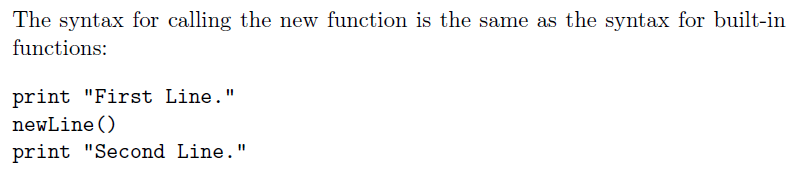 The syntax for calling the new function is the same as the syntax for built-in
functions:
print "First Line."
newLine()
print "Second Line."